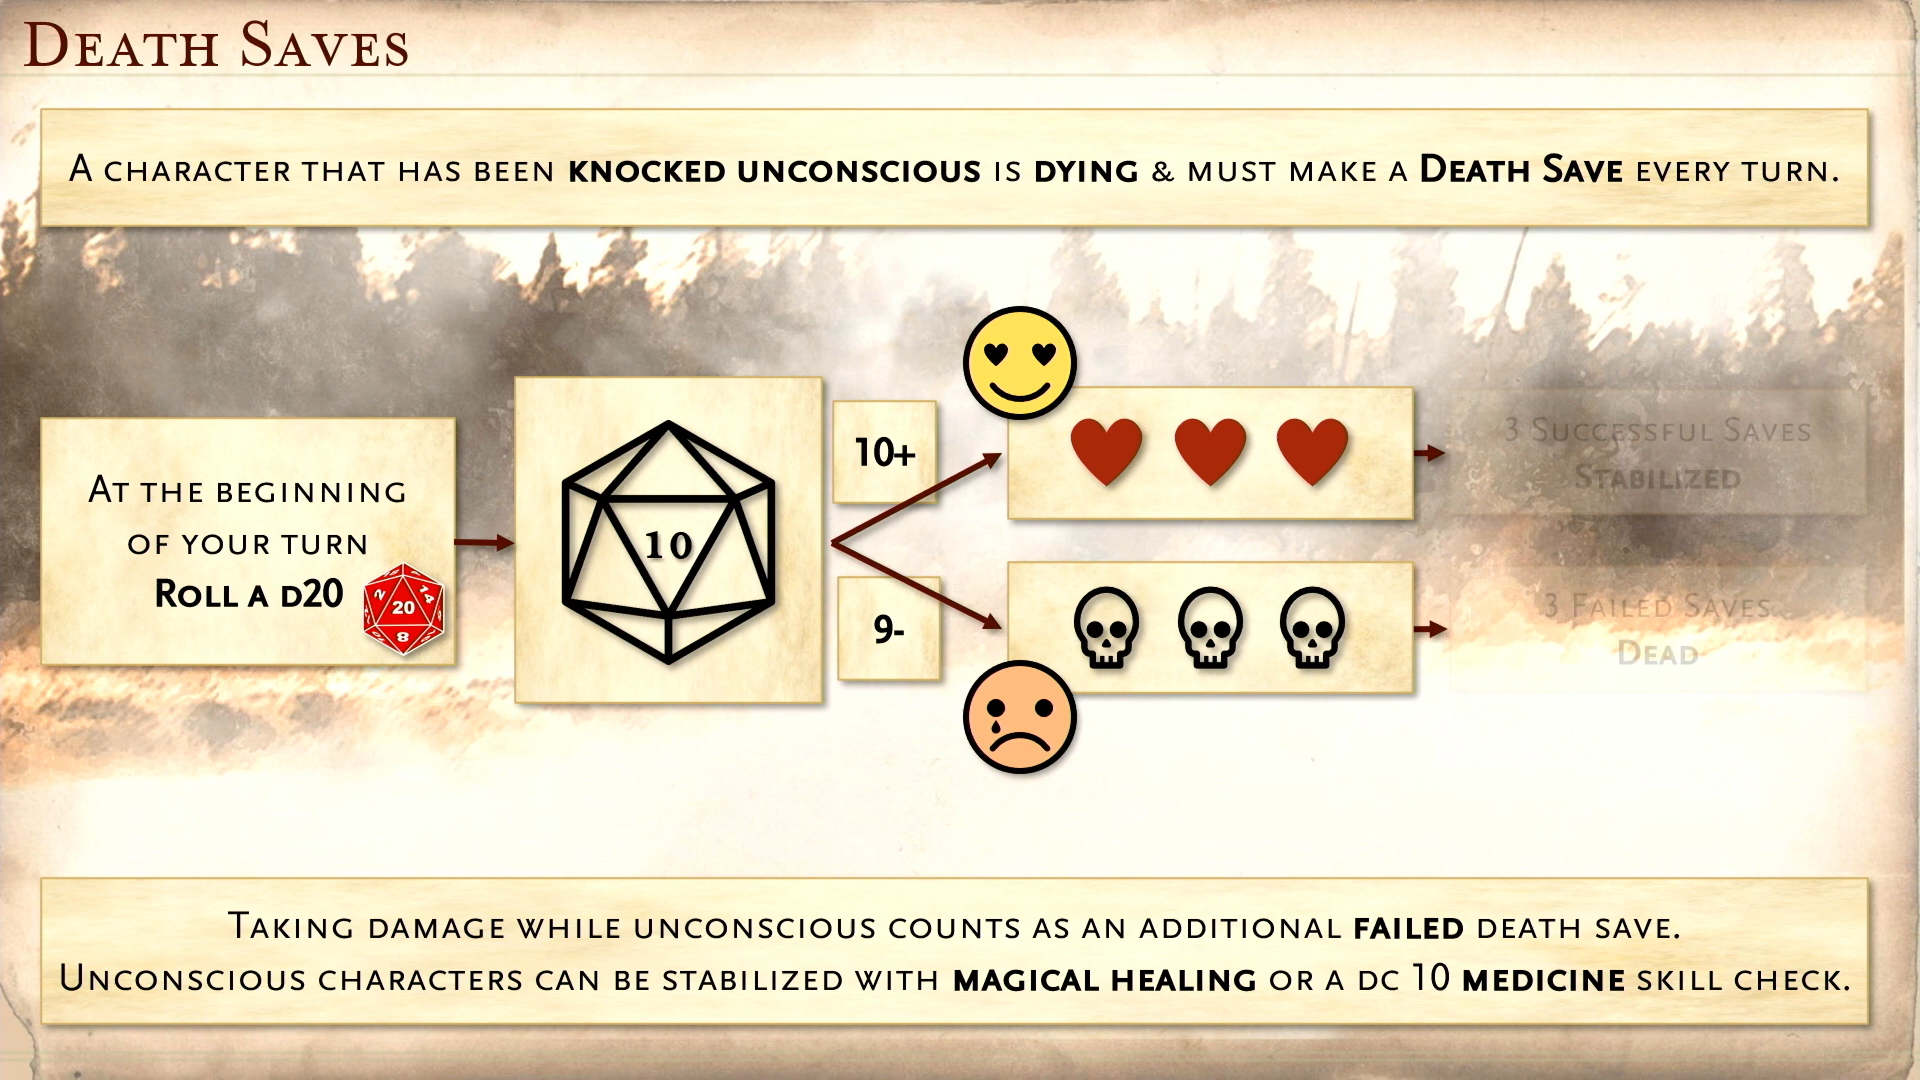 Death Saves
A character that has been knocked unconscious is dying & must make a Death Save every turn.
At the beginning
of your turn
Roll a d20
20
2
14
8
10
10+
9-
3 Successful Saves
Stabilized
3 Failed Saves
Dead
Taking damage while unconscious counts as an additional failed death save.
Unconscious characters can be stabilized with magical healing or a dc 10 medicine skill check.